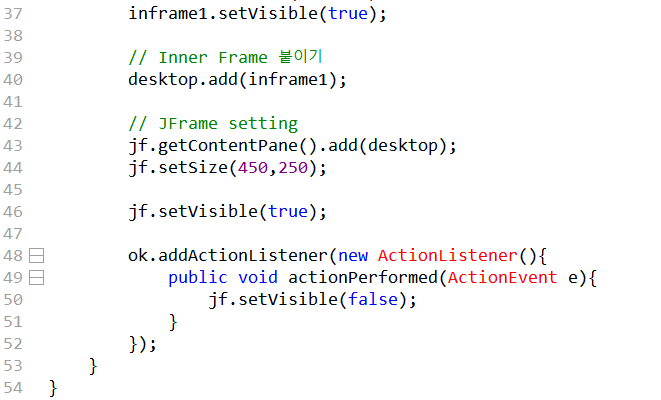 37 inframe1.setVisible(true);
38
39 // Inner Frame 붙이기
40 desktop.add(inframe1);
41
42 // JFrame setting
43 jf.getContentPane().add(desktop);
44 jf.setSize(450,250);
45
46 jf.setVisible(true);
47
48 ok.addActionListener(new ActionListener(){
49 public void actionPerformed(ActionEvent e){
50 jf.setVisible(false);
51 }
52 });
53 }
54 }